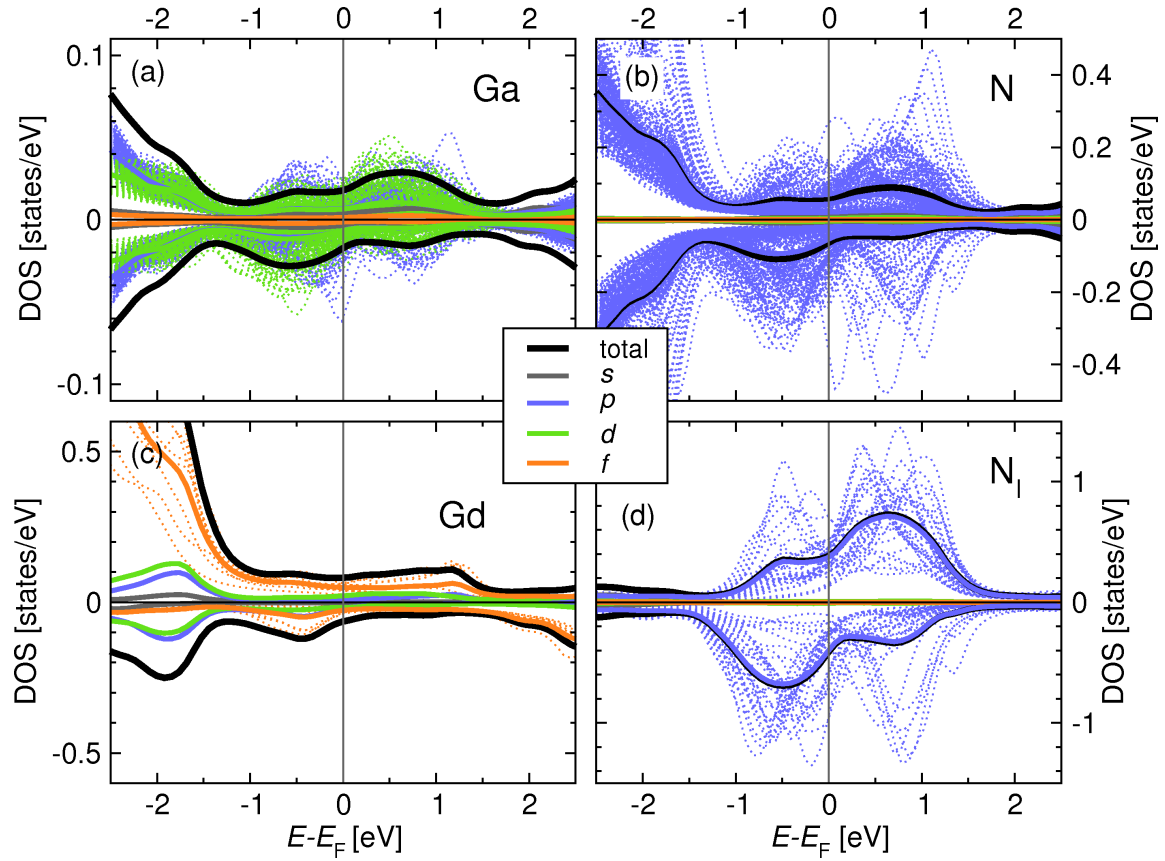 -2 -1 0 1 2 -2 -1 0 1 2
0.1
(a) Ga (b) N
0.4
0.2
0
-0.2
-0.4
0
-0.1
DOS [states/eV]
DOS [states/eV]
total
s
p
d
f
0.5
(c) Gd (d) N_I
1
0
-1
0
-0.5
DOS [states/eV]
DOS [states/eV]
-2 -1 0 1 2 -2 -1 0 1 2
E-E_F [eV] E-E_F [eV]